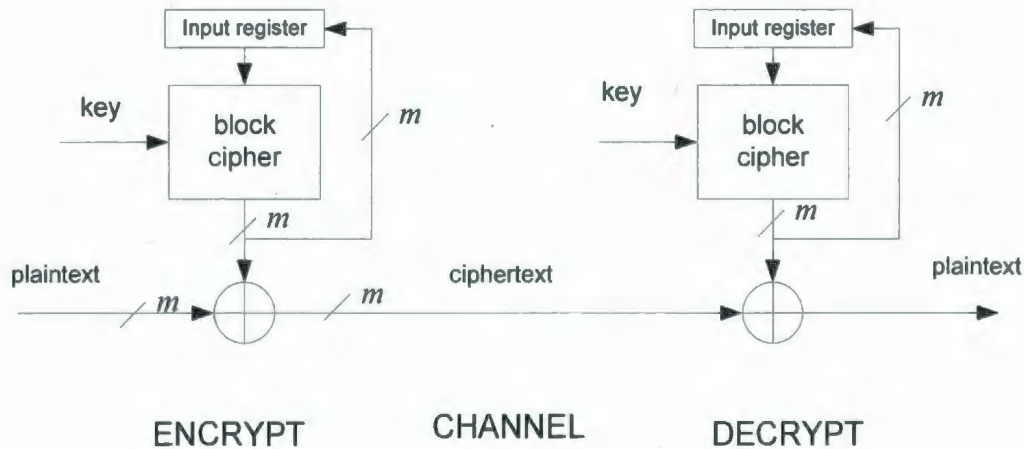 Input register
key
block
cipher
m
m
plaintext
m
m
ciphertext
Input register
key
block
cipher
m
m
plaintext
ENCRYPT
CHANNEL
DECRYPT